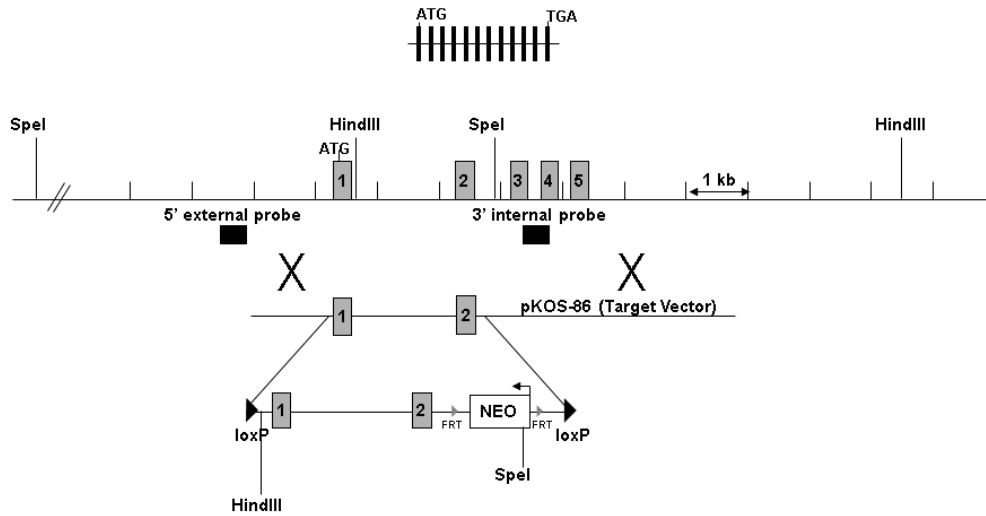 ATG
TGA
SpeI
HindIII
SpeI
HindIII
ATG
1
2
3
4
5
1 kb
5' external probe
3' internal probe
X
X
1
2
pKOS-86 (Target Vector)
1
2
NEO
FRT
FRT
loxP
loxP
SpeI
HindIII